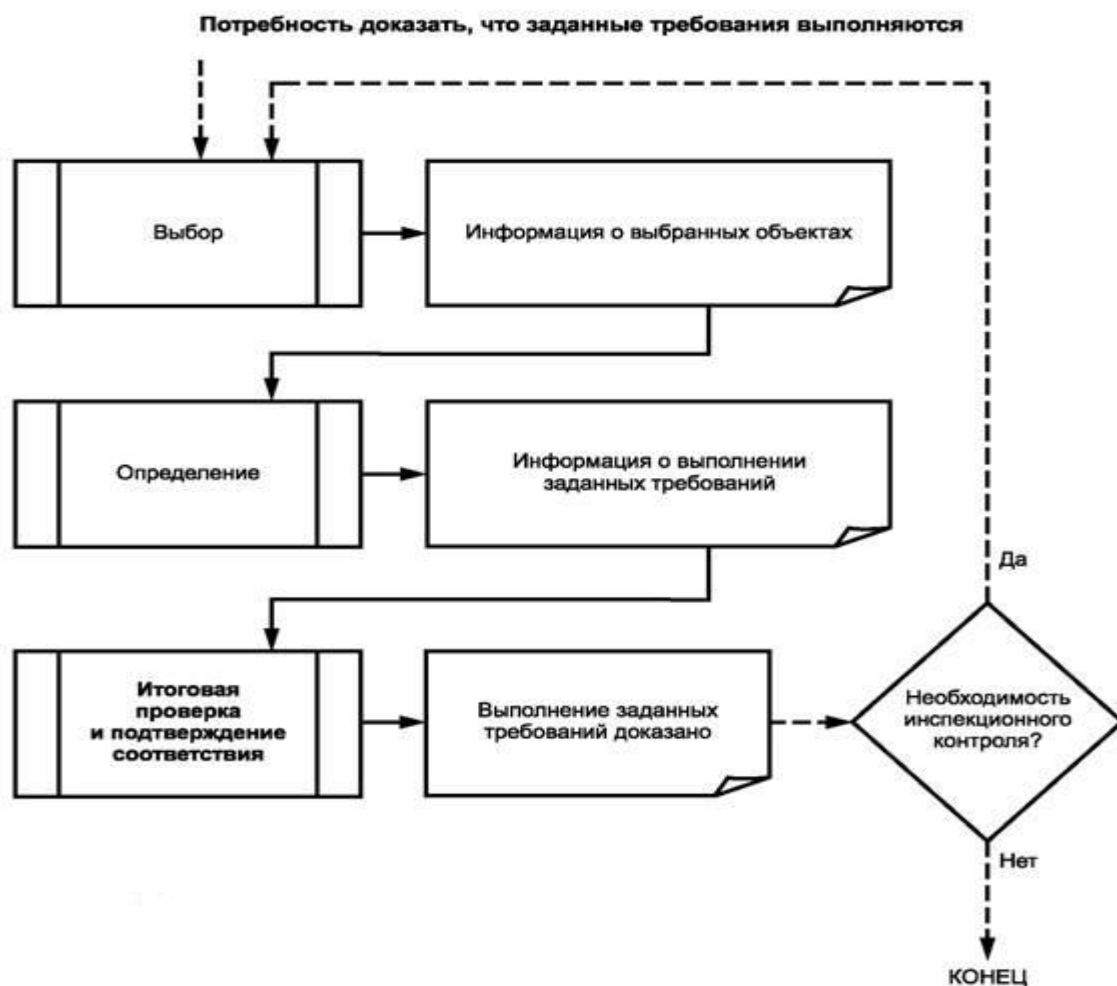 Потребность доказать, что заданные требования выполняются
Выбор
Информация о выбранных объектах
Определение
Информация о выполнении
заданных требований
Да
Итоговая
проверка
и подтверждение
соответствия
Выполнение заданных
требований доказано
Необходимость
инспекционного
контроля?
Нет
КОНЕЦ